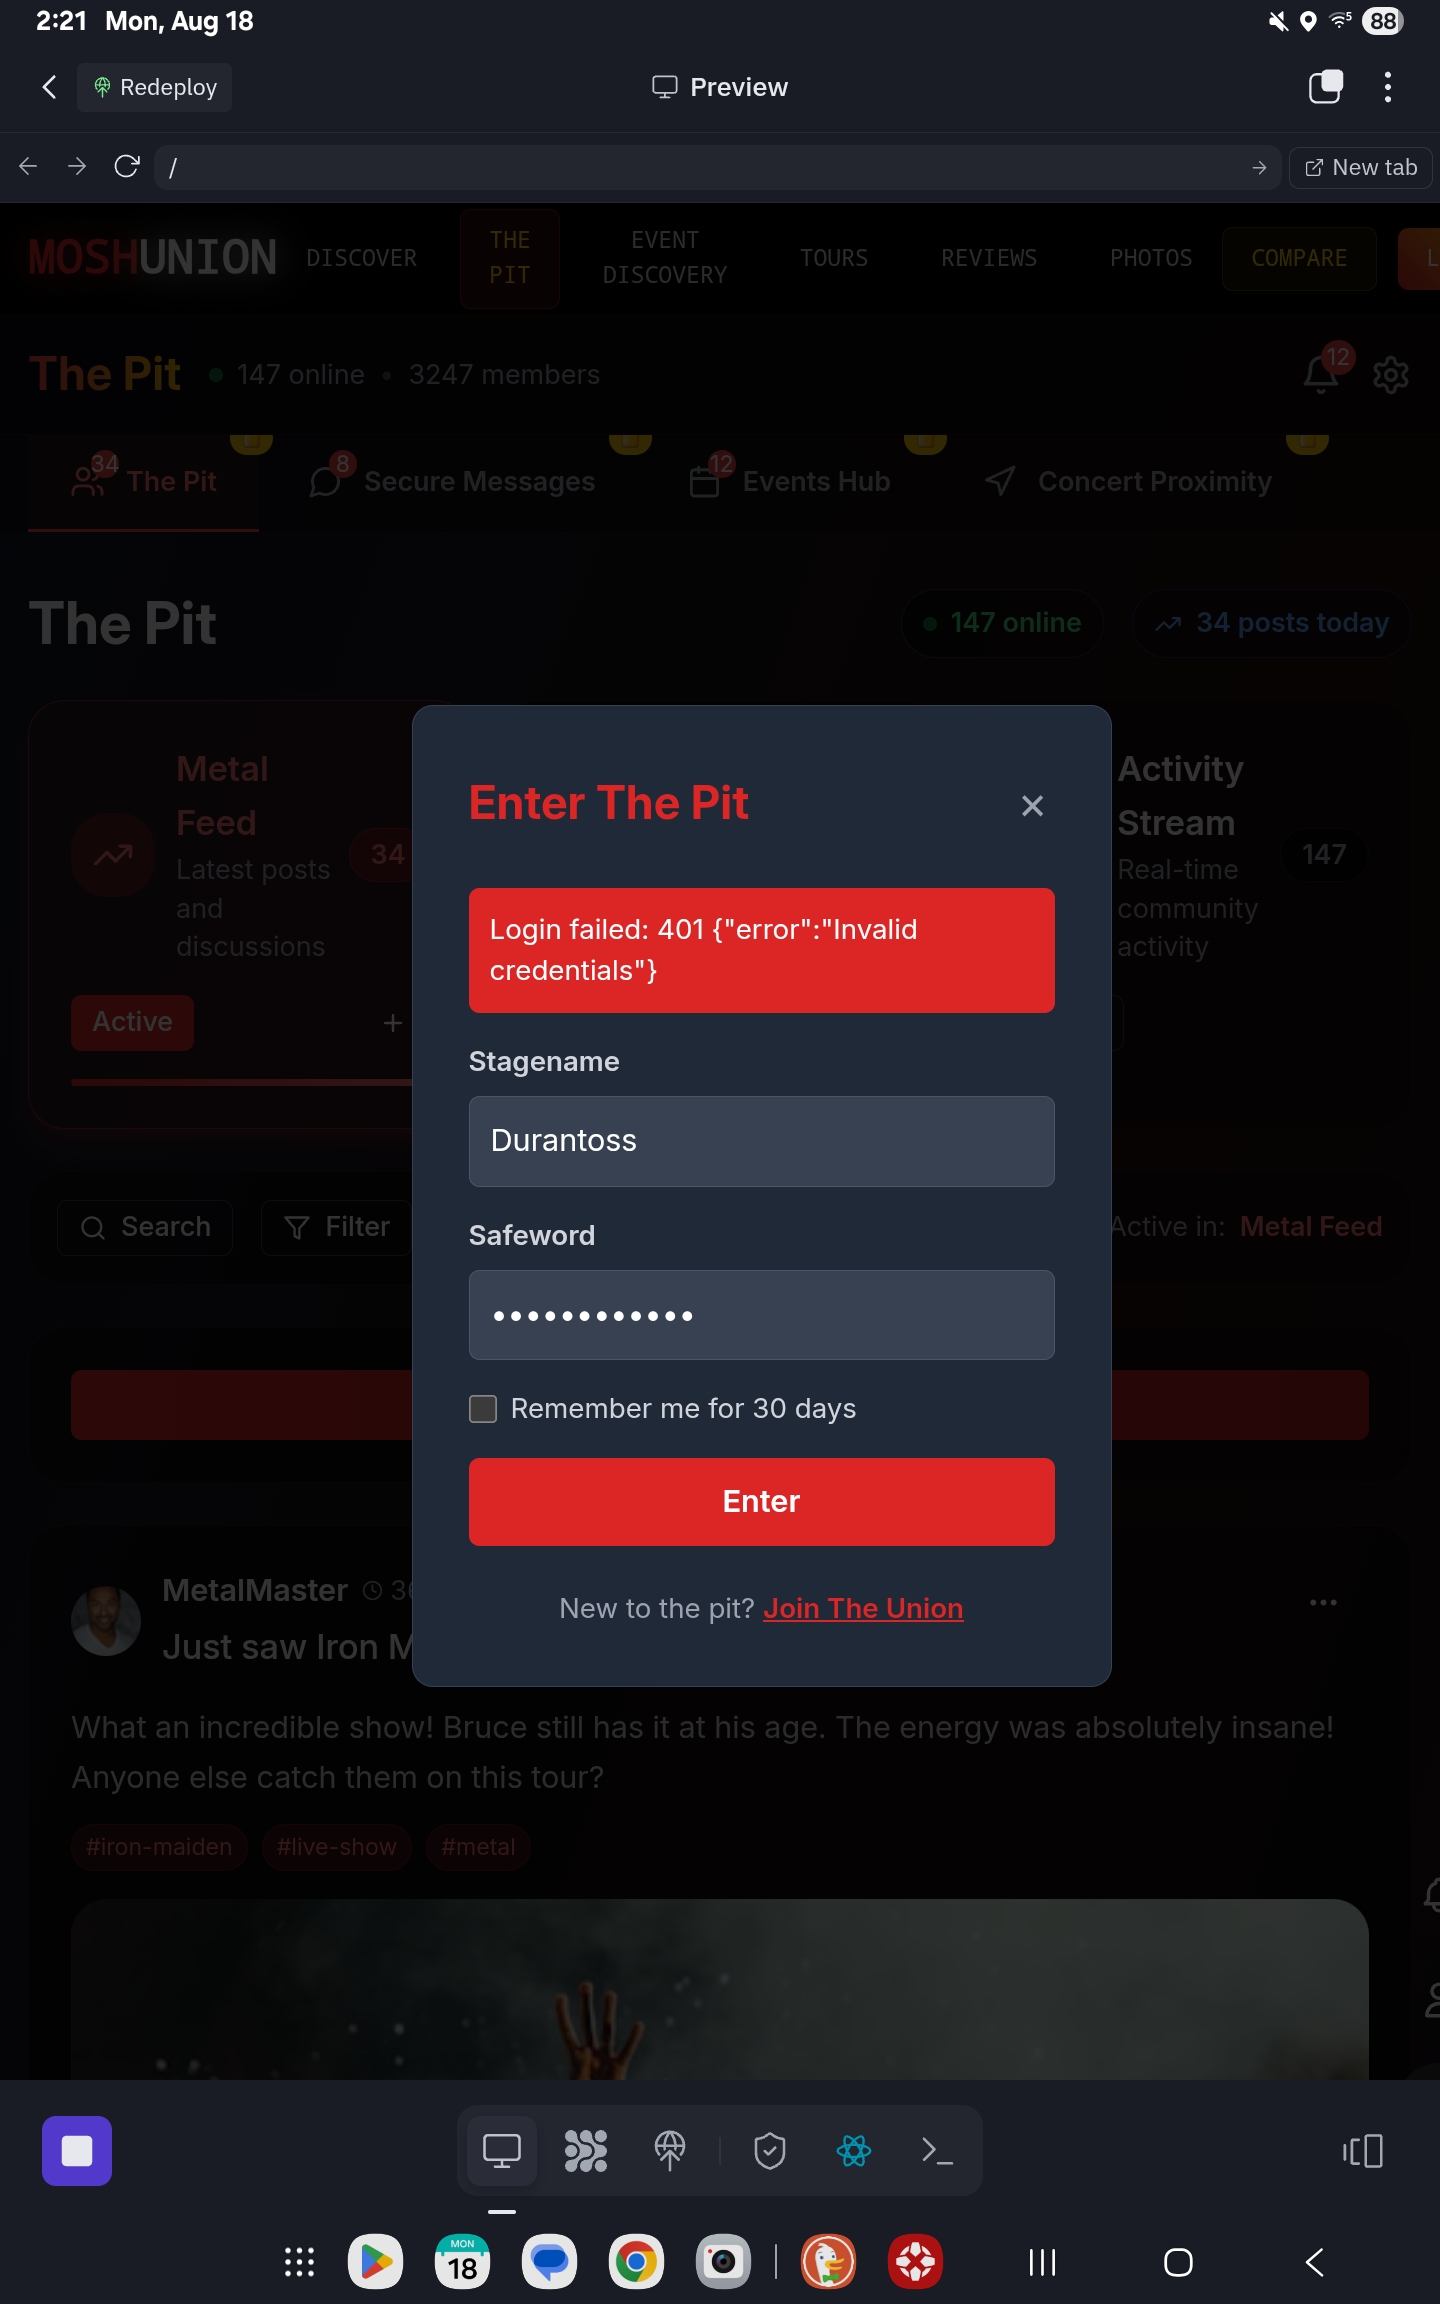 2:21 Mon, Aug 18
5
88
Redeploy
Preview
/
New tab
MOSHUNION
DISCOVER
THE
PIT
EVENT
DISCOVERY
TOURS
REVIEWS
PHOTOS
COMPARE
L
The Pit
147 online • 3247 members
12
34
The Pit
8
Secure Messages
12
Events Hub
Concert Proximity
The Pit
147 online
34 posts today
Metal
Feed
Latest posts
and
discussions
34
Active
+
Activity
Stream
Real-time
community
activity
147
Enter The Pit
×
Login failed: 401 {"error":"Invalid
credentials"}
Stagename
Durantoss
Safeword
••••••••••••
Remember me for 30 days
Enter
New to the pit? Join The Union
Search
Filter
Active in: Metal Feed
MetalMaster
Just saw Iron
What an incredible show! Bruce still has it at his age. The energy was absolutely insane!
Anyone else catch them on this tour?
#iron-maiden
#live-show
#metal
MON
18